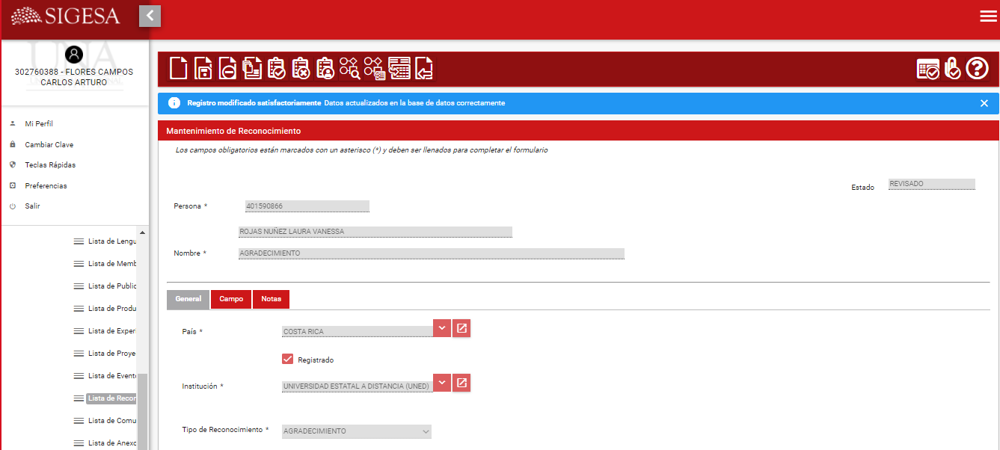 SIGESA
UNA
302760388 - FLORES CAMPOS
CARLOS ARTURO
Mi Perfil
Cambiar Clave
Teclas Rápidas
Preferencias
Salir
Lista de Lengu
Lista de Memb
Lista de Public
Lista de Produ
Lista de Exper
Lista de Proye
Lista de Evento
Lista de Recor
Lista de Comu
Lista de Anexo
Registro modificado satisfactoriamente Datos actualizados en la base de datos correctamente
Mantenimiento de Reconocimiento
Los campos obligatorios están marcados con un asterisco (*) y deben ser llenados para completar el formulario
Estado REVISADO
Persona * 401590866
ROJAS NUÑEZ LAURA VANESSA
Nombre * AGRADECIMIENTO
General Campo Notas
País * COSTA RICA
Registrado
Institución * UNIVERSIDAD ESTATAL A DISTANCIA (UNED)
Tipo de Reconocimiento * AGRADECIMIENTO